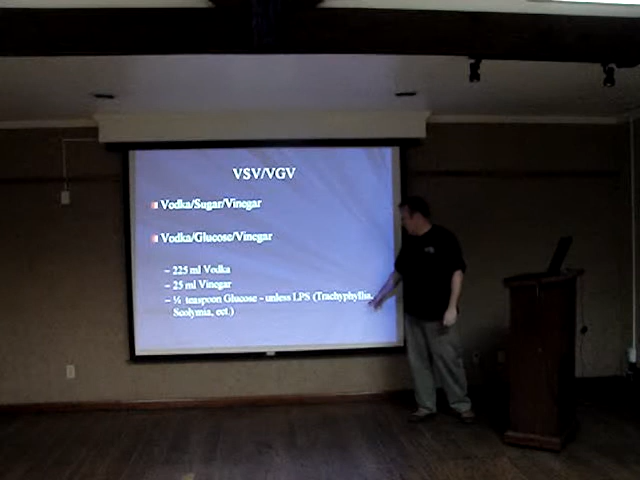 VSV/VGV
Vodka/Sugar/Vinegar
Vodka/Glucose/Vinegar
– 225 ml Vodka
– 25 ml Vinegar
– ¼ teaspoon Glucose - unless LPS (Trachyphyllia,
Scolymia, ect.)